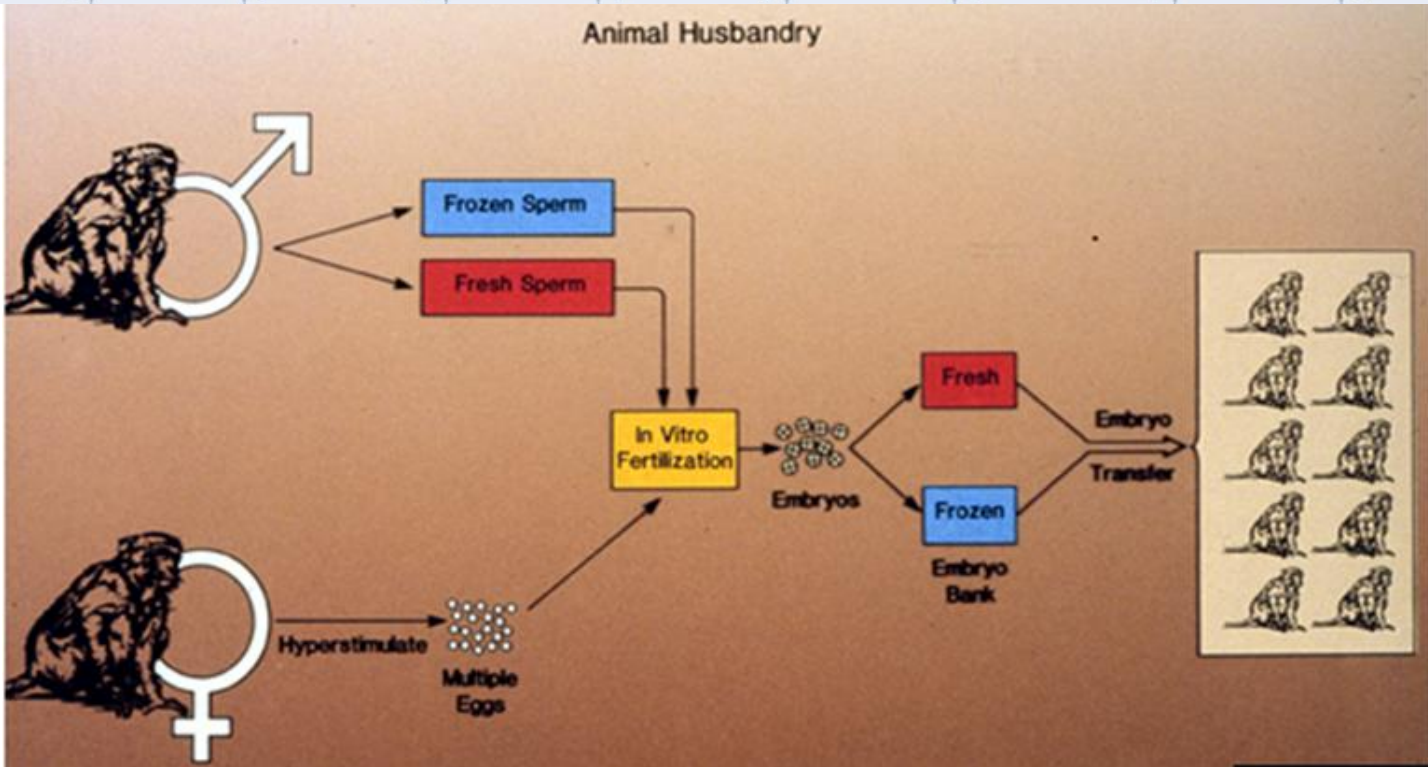 Animal Husbandry
Frozen Sperm
Fresh Sperm
In Vitro
Fertilization
Hyperstimulate
Multiple
Eggs
Embryos
Fresh
Frozen
Embryo
Bank
Embryo
Transfer